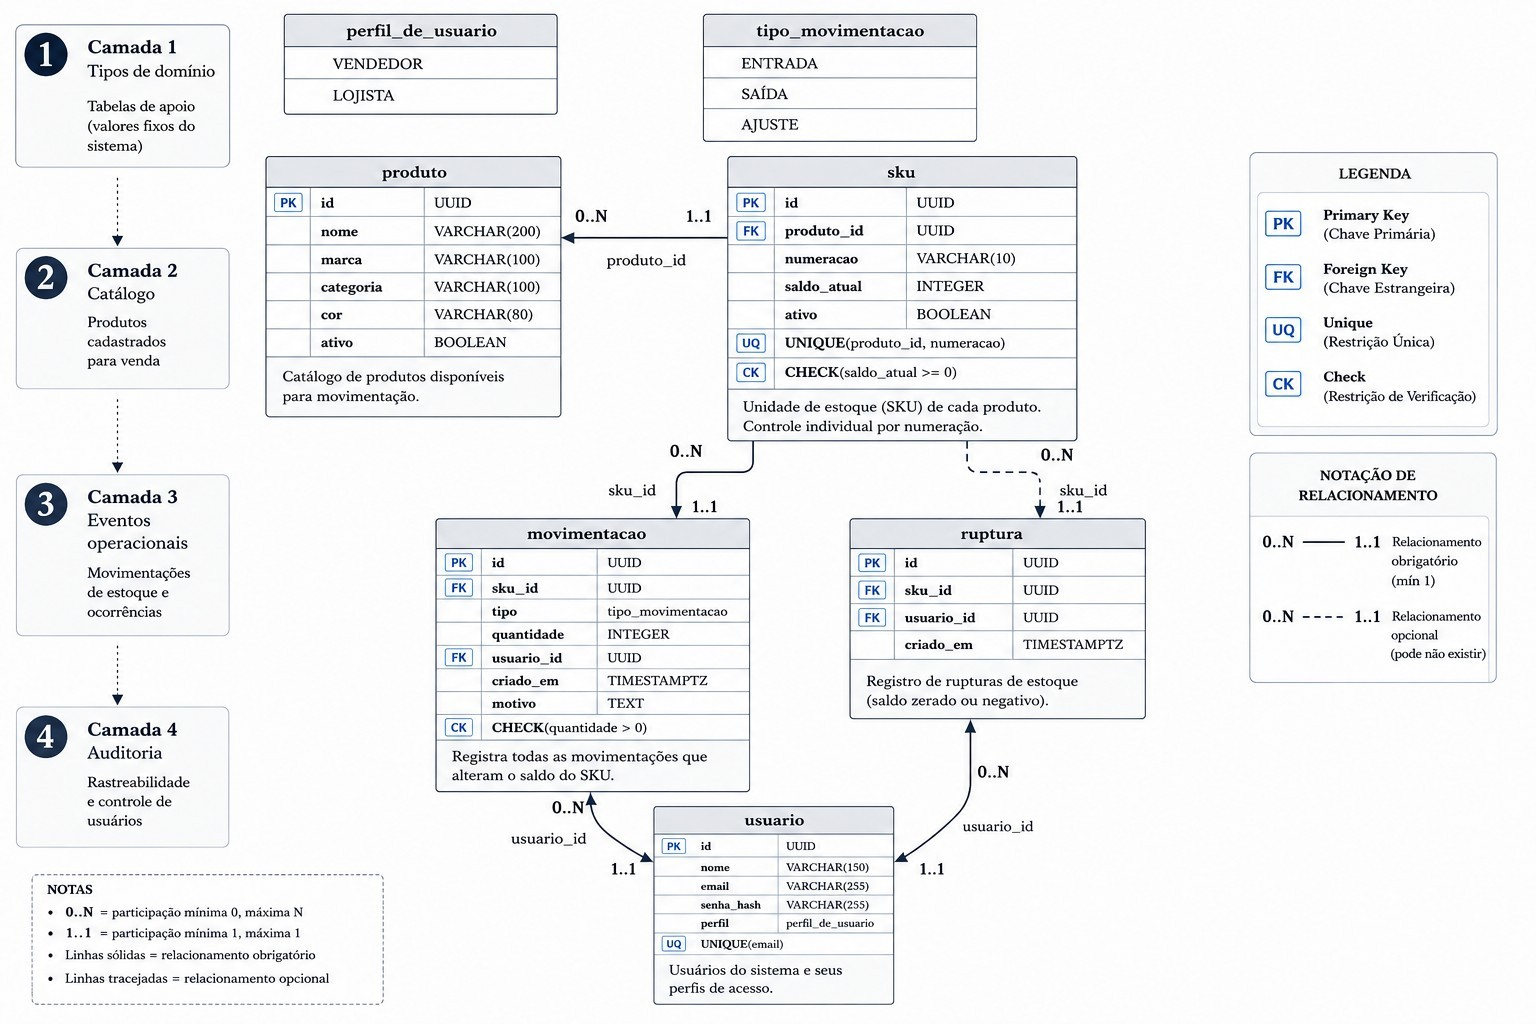 1
Camada 1
Tipos de domínio
Tabelas de apoio
(valores fixos do
sistema)
2
Camada 2
Catálogo
Produtos
cadastrados
para venda
3
Camada 3
Eventos
operacionais
Movimentações
de estoque e
ocorrências
4
Camada 4
Auditoria
Rastreabilidade
e controle de
usuários
perfil_de_usuario
VENDEDOR
LOJISTA
tipo_movimentacao
ENTRADA
SAÍDA
AJUSTE
produto
PK id UUID
nome VARCHAR(200)
marca VARCHAR(100)
categoria VARCHAR(100)
cor VARCHAR(80)
ativo BOOLEAN
Catálogo de produtos disponíveis
para movimentação.
0..N 1..1
produto_id
sku
PK id UUID
FK produto_id UUID
numeracao VARCHAR(10)
saldo_atual INTEGER
ativo BOOLEAN
UQ UNIQUE(produto_id, numeracao)
CK CHECK(saldo_atual >= 0)
Unidade de estoque (SKU) de cada produto.
Controle individual por numeração.
0..N
sku_id
1..1
0..N
sku_id
1..1
movimentacao
PK id UUID
FK sku_id UUID
tipo tipo_movimentacao
quantidade INTEGER
FK usuario_id UUID
criado_em TIMESTAMPTZ
motivo TEXT
CK CHECK(quantidade > 0)
Registra todas as movimentações que
alteram o saldo do SKU.
ruptura
PK id UUID
FK sku_id UUID
FK usuario_id UUID
criado_em TIMESTAMPTZ
Registro de rupturas de estoque
(saldo zerado ou negativo).
0..N
usuario_id
1..1
0..N
usuario_id
1..1
usuario
PK id UUID
nome VARCHAR(150)
email VARCHAR(255)
senha_hash VARCHAR(255)
perfil perfil_de_usuario
UQ UNIQUE(email)
Usuários do sistema e seus
perfis de acesso.
LEGENDA
PK Primary Key
(Chave Primária)
FK Foreign Key
(Chave Estrangeira)
UQ Unique
(Restrição Única)
CK Check
(Restrição de Verificação)
NOTAÇÃO DE
RELACIONAMENTO
0..N 1..1 Relacionamento
obrigatório
(mín 1)
0..N 1..1 Relacionamento
opcional
(pode não existir)
NOTAS
• 0..N = participação mínima 0, máxima N
• 1..1 = participação mínima 1, máxima 1
• Linhas sólidas = relacionamento obrigatório
• Linhas tracejadas = relacionamento opcional